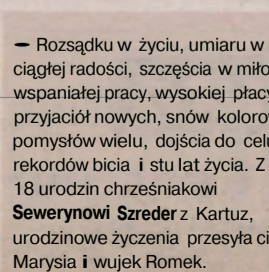 – Rozsądku w życiu, umiaru w
ciągłej radości, szczęścia w miło
wspaniałej pracy, wysokiej płacy
przyjaciół nowych, snów koloro
pomysłów wielu, dojścia do celu
rekordów bicia i stu lat życia. Z
18 urodzin chrześniakowi
Sewerynowi Szreder z Kartuz,
urodzinowe życzenia przesyła ci
Marysia i wujek Romek.